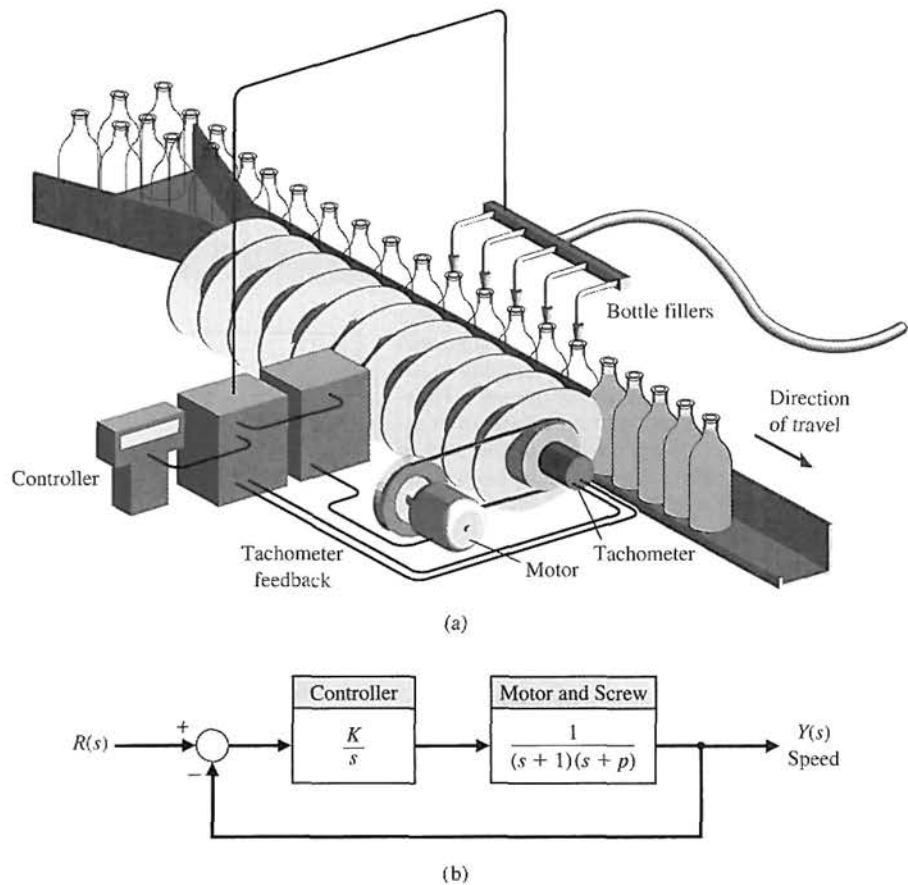 Bottle fillers
Direction
of travel
Controller
Tachometer
feedback
Motor
Tachometer
(a)
Controller
Motor and Screw
R(s)
+
−
K
s
1
(s + 1)(s + p)
Y(s)
Speed
(b)